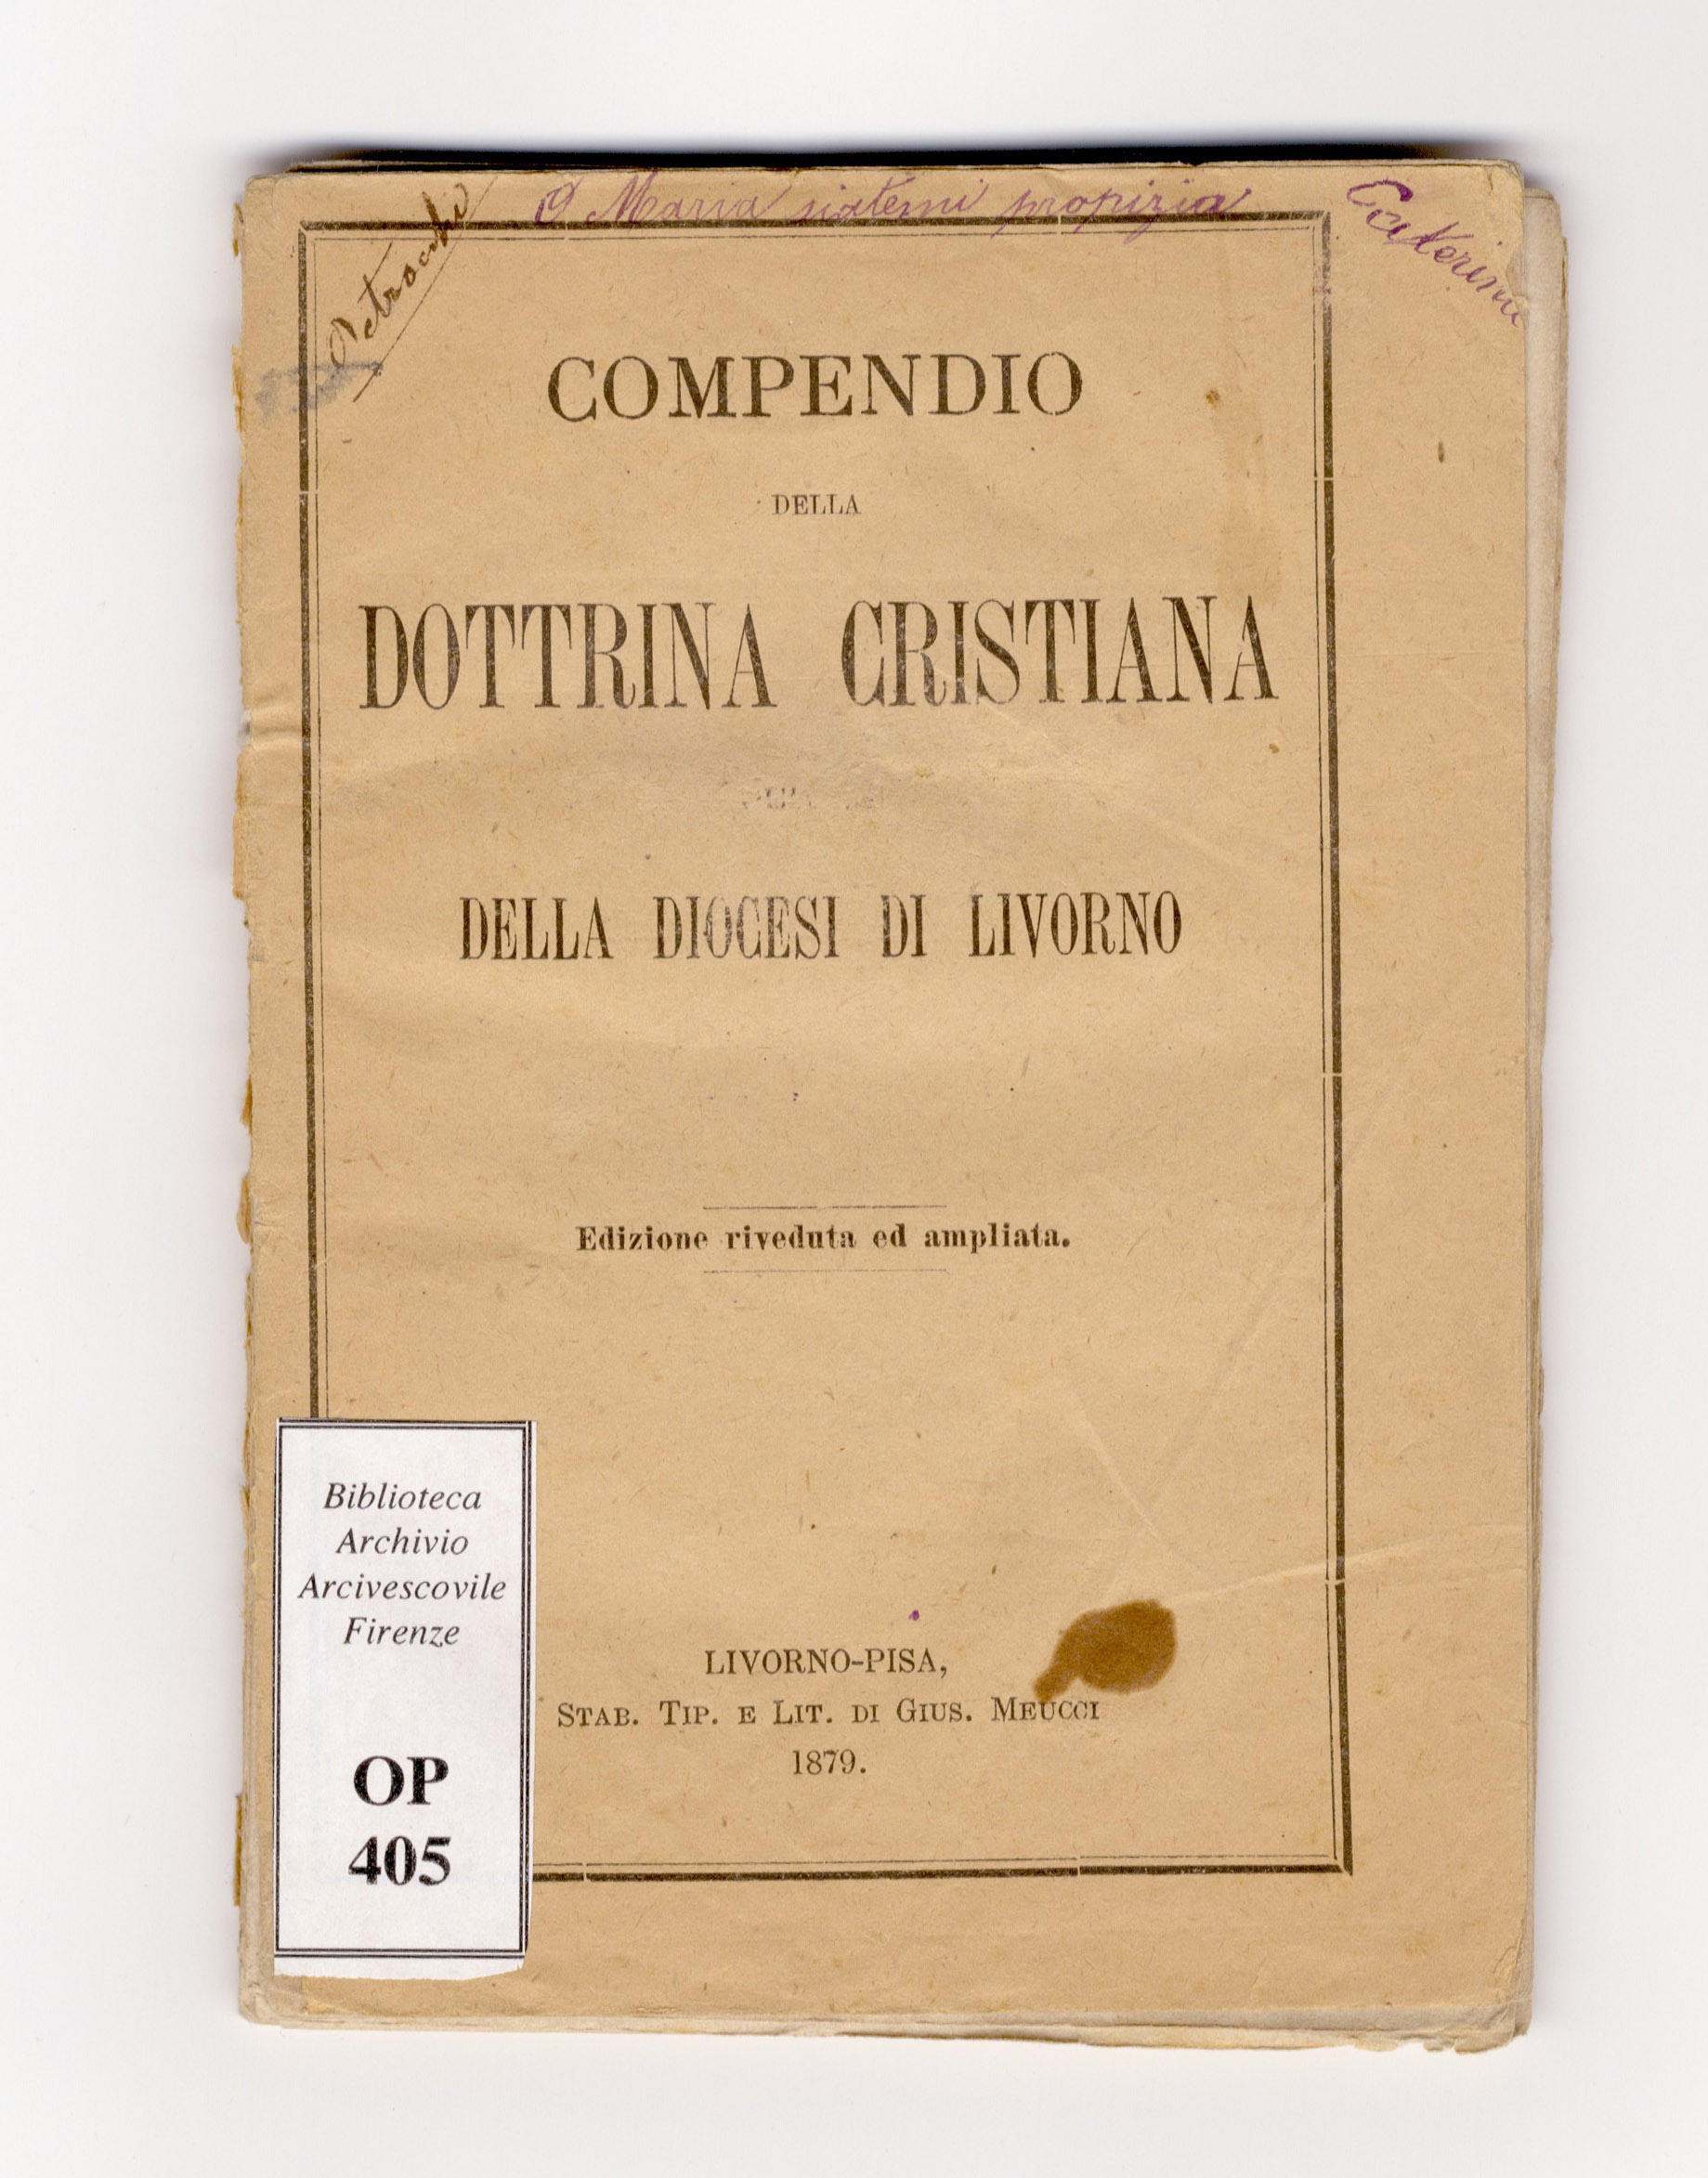 O Maria siatemi propizia
Caterina
COMPENDIO
DELLA
DOTTRINA CRISTIANA
DELLA DIOCESI DI LIVORNO
Edizione riveduta ed ampliata.
LIVORNO-PISA,
STAB. TIP. E LIT. DI GIUS. MEUCCI
1879.
Biblioteca
Archivio
Arcivescovile
Firenze
OP
405